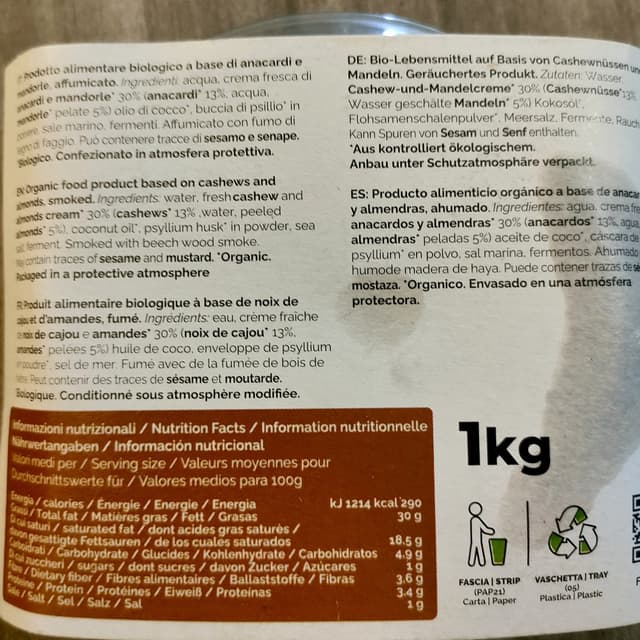 Prodotto alimentare biologico a base di anacardi e
mandorle, affumicato. Ingredienti: acqua, crema fresca di
anacardi e mandorle* 30% (anacardi* 13%, acqua,
mandorle* pelate 5%) olio di cocco*, buccia di psillio* in
polvere, sale marino, fermenti. Affumicato con fumo di
legno di faggio. Può contenere tracce di sesamo e senape.
*Biologico. Confezionato in atmosfera protettiva.
EN: Organic food product based on cashews and
almonds, smoked. Ingredients: water, fresh cashew and
almonds cream* 30% (cashews* 13% ,water, peeled
almonds* 5%), coconut oil*, psyllium husk* in powder, sea
salt, ferment. Smoked with beech wood smoke.
May contain traces of sesame and mustard. *Organic.
Packaged in a protective atmosphere
FR: Produit alimentaire biologique à base de noix de
cajou et d'amandes, fumé. Ingrédients: eau, crème fraiche
de noix de cajou e amandes* 30% (noix de cajou* 13%,
amandes* pelées 5%) huile de coco, enveloppe de psyllium
en poudre*, sel de mer. Fumé avec de la fumée de bois de
Peut contenir des traces de sésame et moutarde.
Biologique. Conditionné sous atmosphère modifiée.
DE: Bio-Lebensmittel auf Basis von Cashewnüssen und
Mandeln. Geräuchertes Produkt. Zutaten: Wasser,
Cashew-und-Mandelcreme* 30% (Cashewnüsse* 13%
Wasser geschälte Mandeln* 5%) Kokosöl*,
Flohsamenschalenpulver*, Meersalz, Fermente, Rauch
Kann Spuren von Sesam und Senf enthalten.
*Aus kontrolliert ökologischem.
Anbau unter Schutzatmosphäre verpackt.
ES: Producto alimenticio orgánico a base de anacar
y almendras, ahumado. Ingredientes: agua, crema fre
anacardos y almendras* 30% (anacardos* 13%, agua,
almendras* peladas 5%) aceite de coco*, cáscara de
psyllium* en polvo, sal marina, fermentos. Ahumado
humode madera de haya. Puede contener trazas de sé
mostaza. *Organico. Envasado en una atmósfera
protectora.
Informazioni nutrizionali / Nutrition Facts / Information nutritionnelle
Nährwertangaben / Información nutricional
Valori medi per / Serving size / Valeurs moyennes pour
Durchschnittswerte für / Valores medios para 100g
Energia / calories / Énergie / Energie / Energía kJ 1214 kcal 290
Grassi / Total fat / Matières gras / Fett / Grasas 30 g
Di cui saturi / saturated fat / dont acides gras saturès /
davon gesattigte Fettsauren / de los cuales saturados 18.5 g
Carboidrati / Carbohydrate / Glucides / Kohlenhydrate / Carbohidratos 4.9 g
Di cui zuccheri / sugars / dont sucres / davon Zucker / Azúcares 1 g
Fibre / Dietary fiber / Fibres alimentaires / Ballaststoffe / Fibras 3.6 g
Proteine / Protein / Protéines / Eiweiß / Proteínas 3.4 g
Sale / Salt / Sel / Salz / Sal 1 g
1kg
FASCIA | STRIP
(PAP21)
Carta | Paper
VASCHETTA | TRAY
(05)
Plastica | Plastic